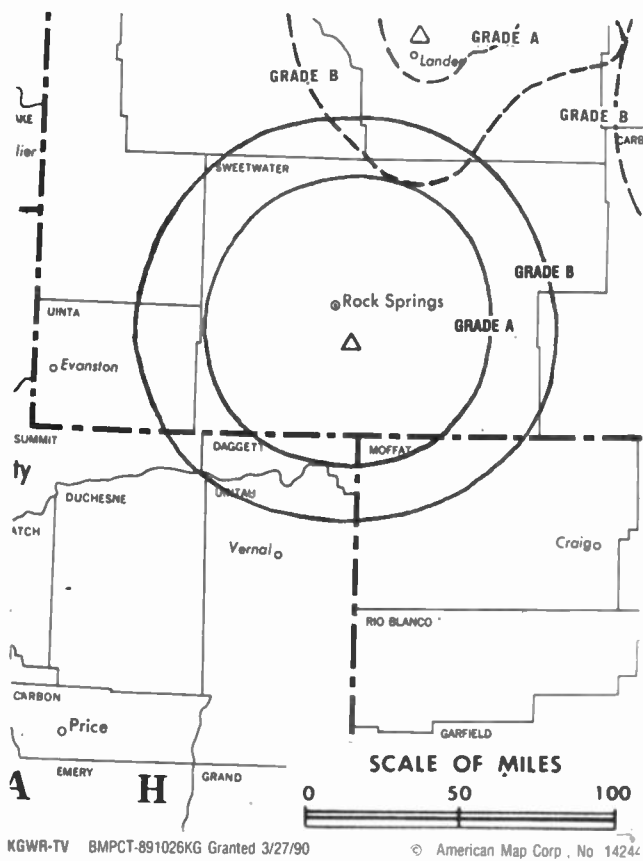 GRADE A
Lander
GRADE B
AKE
lier
GRADE B
CARB
SWEETWATER
GRADE B
Rock Springs
UINTA
GRADE A
Evanston
SUMMIT
DAGGETT
MOFFAT
ty
DUCHESNE
UINTAH
ATCH
Vernal
Craig
RIO BLANCO
CARBON
Price
GARFIELD
SCALE OF MILES
EMERY
GRAND
A H
0 50 100
KGWR-TV BMPCT-891026KG Granted 3/27/90
© American Map Corp., No 14244